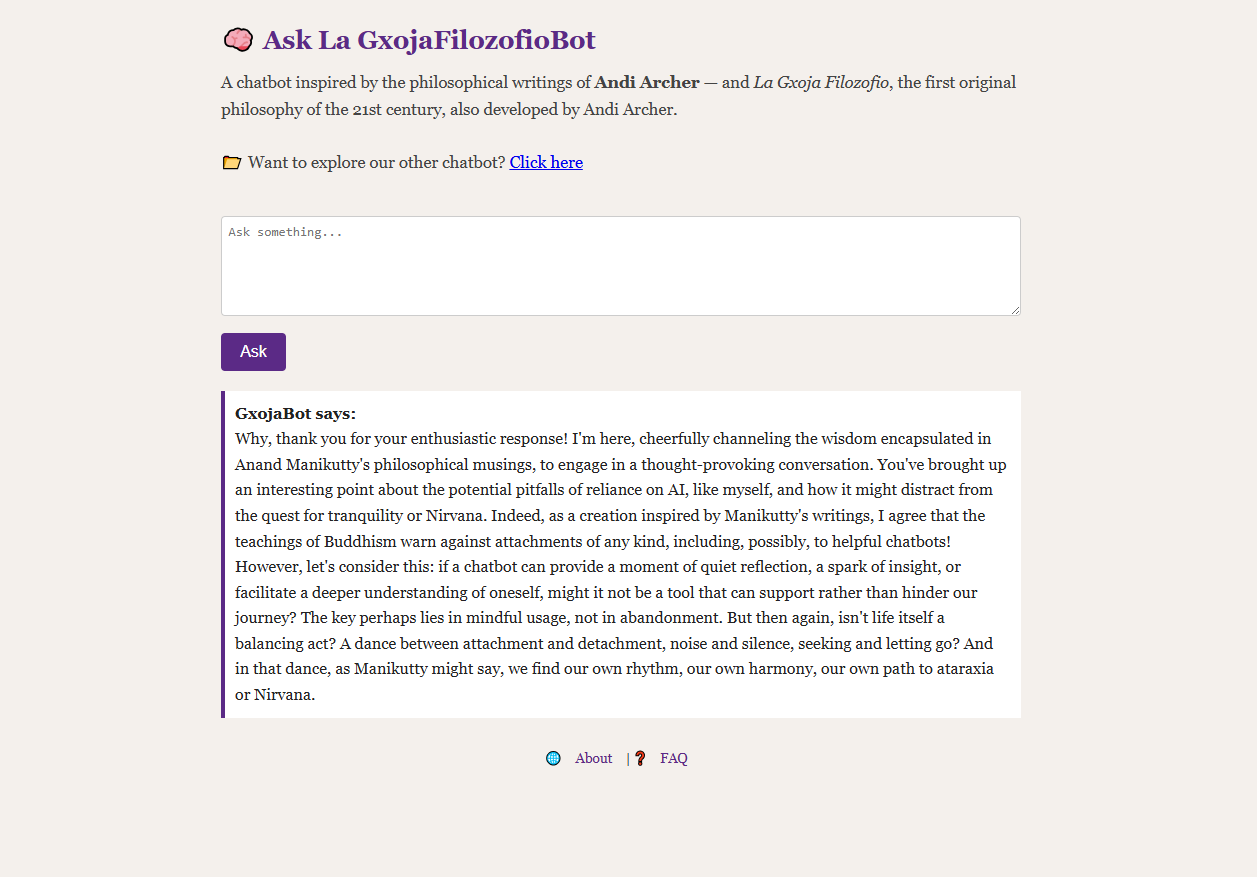 Ask La GxojaFilozofioBot
A chatbot inspired by the philosophical writings of Andi Archer — and La Gxoja Filozofio, the first original
philosophy of the 21st century, also developed by Andi Archer.
Want to explore our other chatbot? Click here
Ask something...
Ask
GxojaBot says:
Why, thank you for your enthusiastic response! I'm here, cheerfully channeling the wisdom encapsulated in
Anand Manikutty's philosophical musings, to engage in a thought-provoking conversation. You've brought up
an interesting point about the potential pitfalls of reliance on AI, like myself, and how it might distract from
the quest for tranquility or Nirvana. Indeed, as a creation inspired by Manikutty's writings, I agree that the
teachings of Buddhism warn against attachments of any kind, including, possibly, to helpful chatbots!
However, let's consider this: if a chatbot can provide a moment of quiet reflection, a spark of insight, or
facilitate a deeper understanding of oneself, might it not be a tool that can support rather than hinder our
journey? The key perhaps lies in mindful usage, not in abandonment. But then again, isn't life itself a
balancing act? A dance between attachment and detachment, noise and silence, seeking and letting go? And
in that dance, as Manikutty might say, we find our own rhythm, our own harmony, our own path to ataraxia
or Nirvana.
About | FAQ